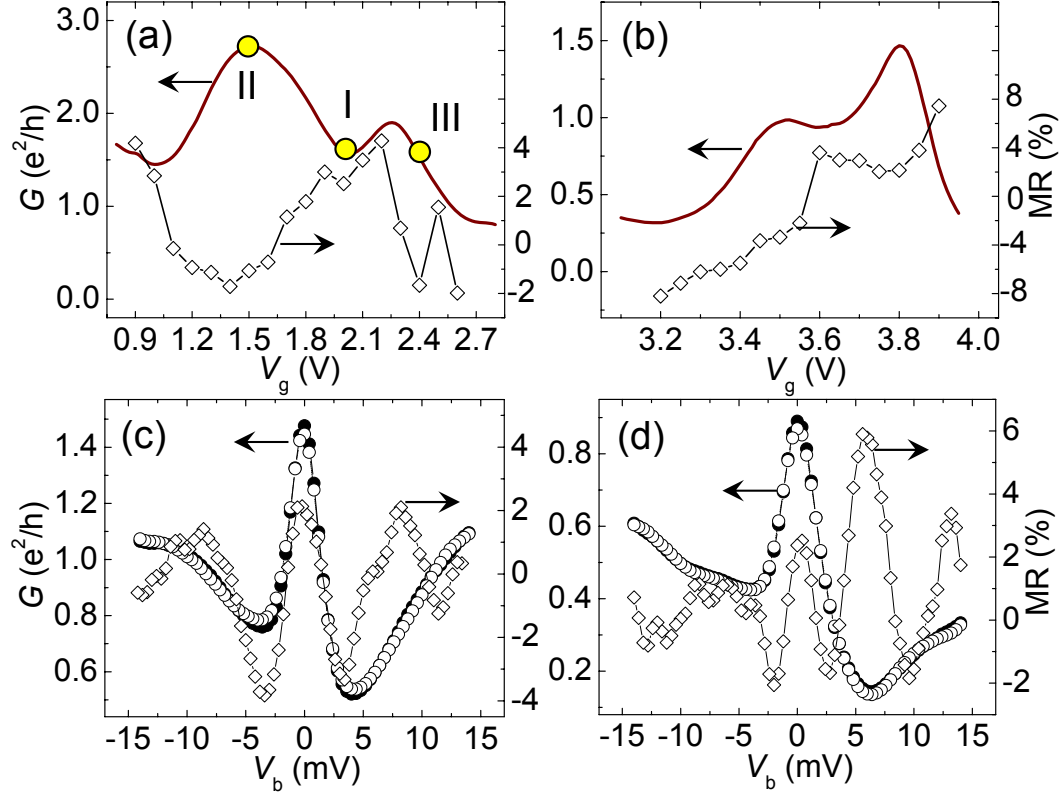 (a)
3.0
2.0
1.0
0.0
G (e²/h)
II
I
III
4
2
0
-2
0.9 1.2 1.5 1.8 2.1 2.4 2.7
Vg (V)
(b)
1.5
1.0
0.5
0.0
8
4
0
-4
-8
MR (%)
3.2 3.4 3.6 3.8 4.0
Vg (V)
(c)
1.4
1.2
1.0
0.8
0.6
G (e²/h)
4
2
0
-2
-4
-15 -10 -5 0 5 10 15
Vb (mV)
(d)
0.8
0.6
0.4
0.2
6
4
2
0
-2
MR (%)
-15 -10 -5 0 5 10 15
Vb (mV)